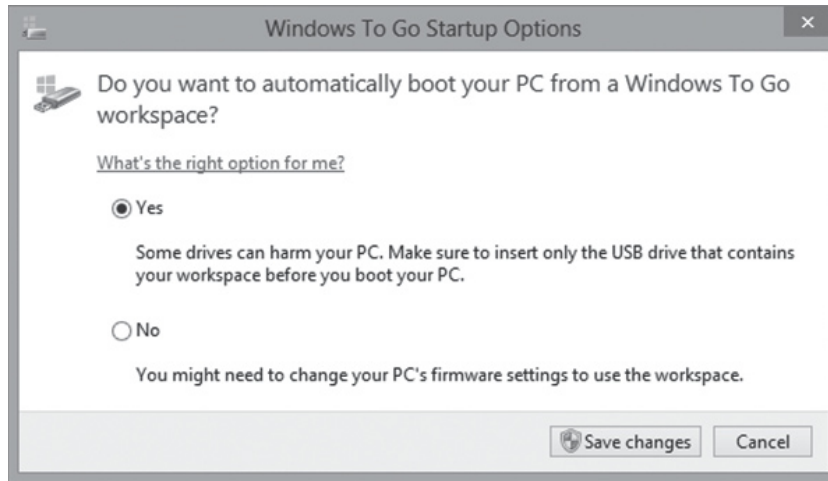 Windows To Go Startup Options
Do you want to automatically boot your PC from a Windows To Go
workspace?
What's the right option for me?
Yes
Some drives can harm your PC. Make sure to insert only the USB drive that contains
your workspace before you boot your PC.
No
You might need to change your PC's firmware settings to use the workspace.
Save changes
Cancel